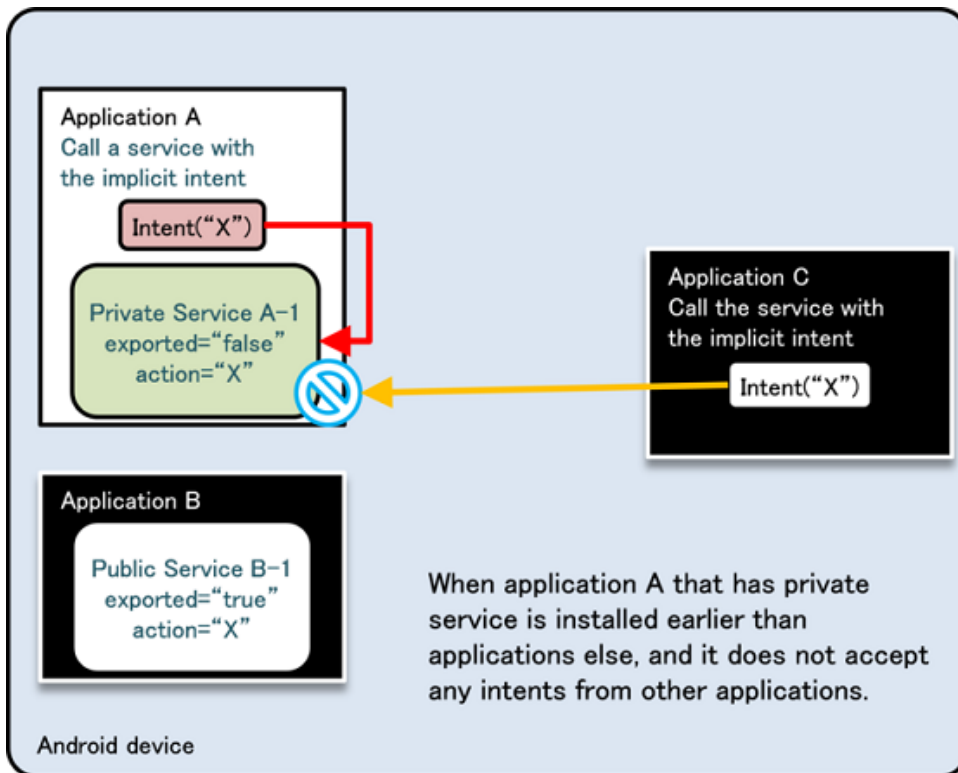 Application A
Call a service with
the implicit intent
Intent(“X”)
Private Service A-1
exported=“false”
action=“X”
Application C
Call the service with
the implicit intent
Intent(“X”)
Application B
Public Service B-1
exported=“true”
action=“X”
When application A that has private
service is installed earlier than
applications else, and it does not accept
any intents from other applications.
Android device